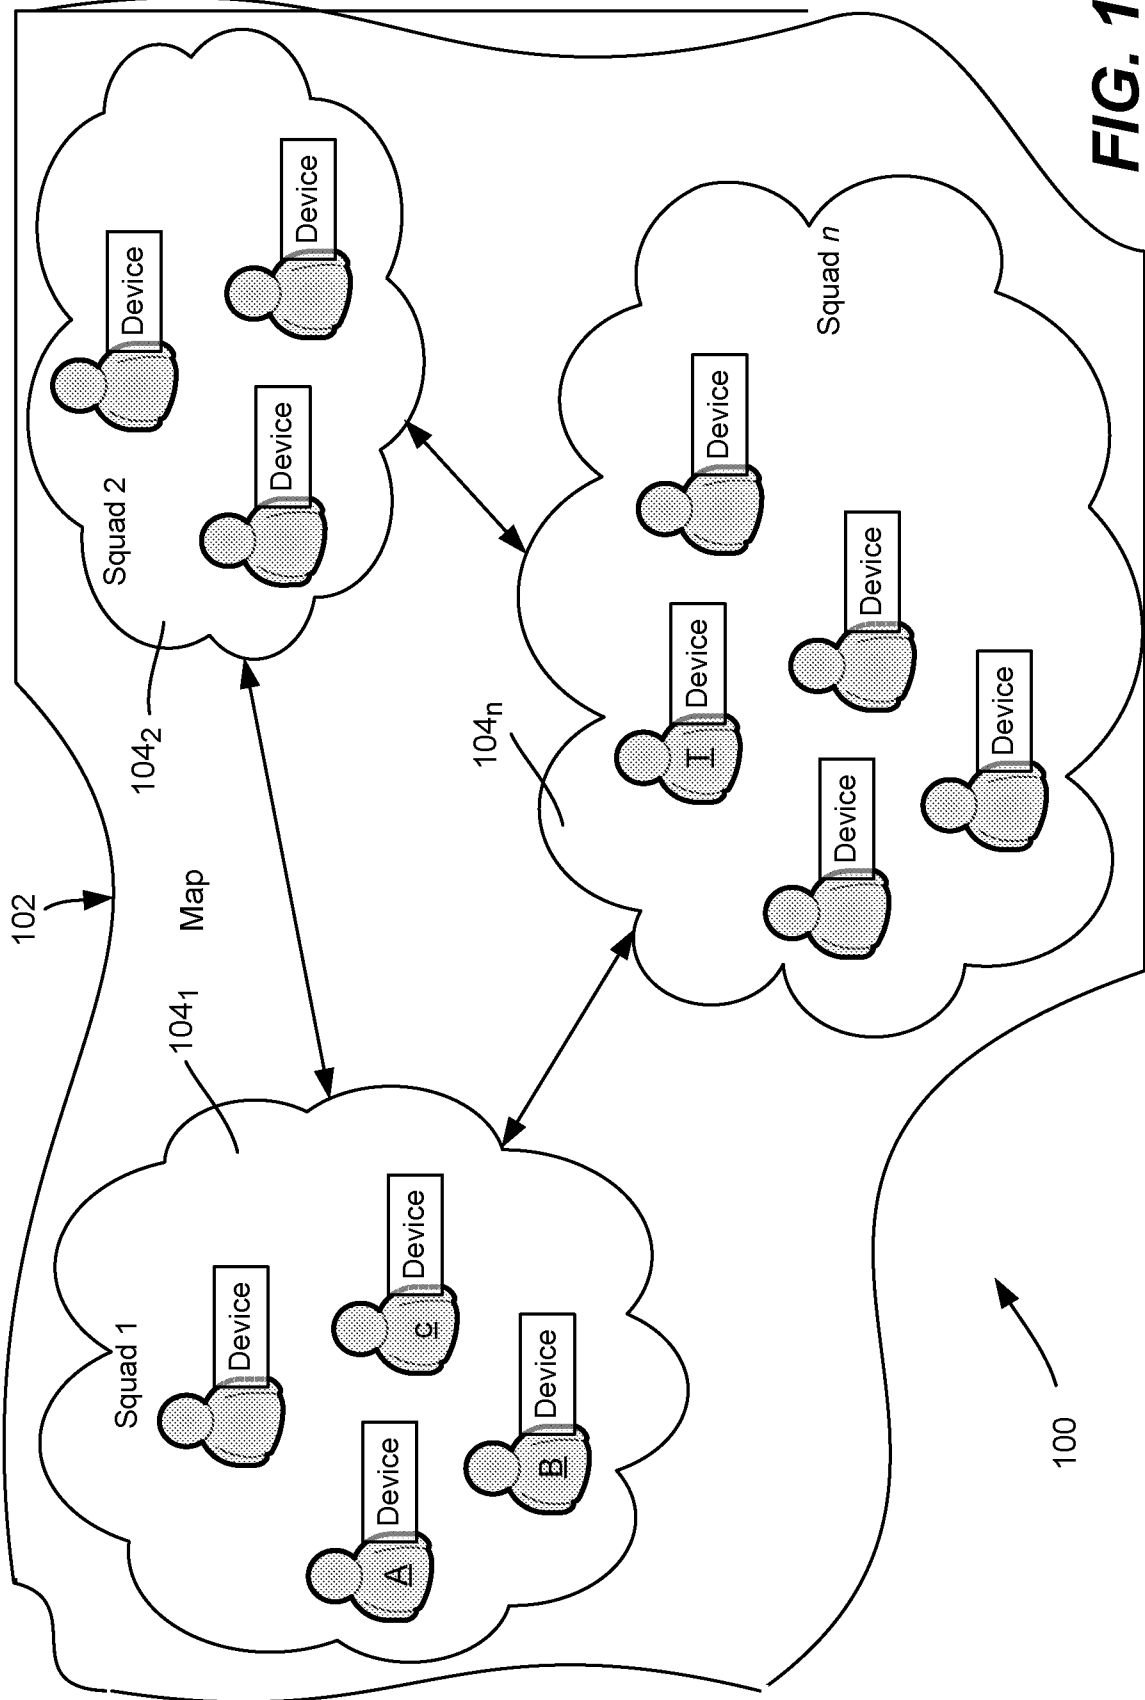 102
Squad 1
Squad 2
Device
104₂
104₁
Map
Device
Device
Device
Device
A
Device
c
104n
Device
B
Device
T
Device
Squad n
Device
Device
Device
100
FIG. 1